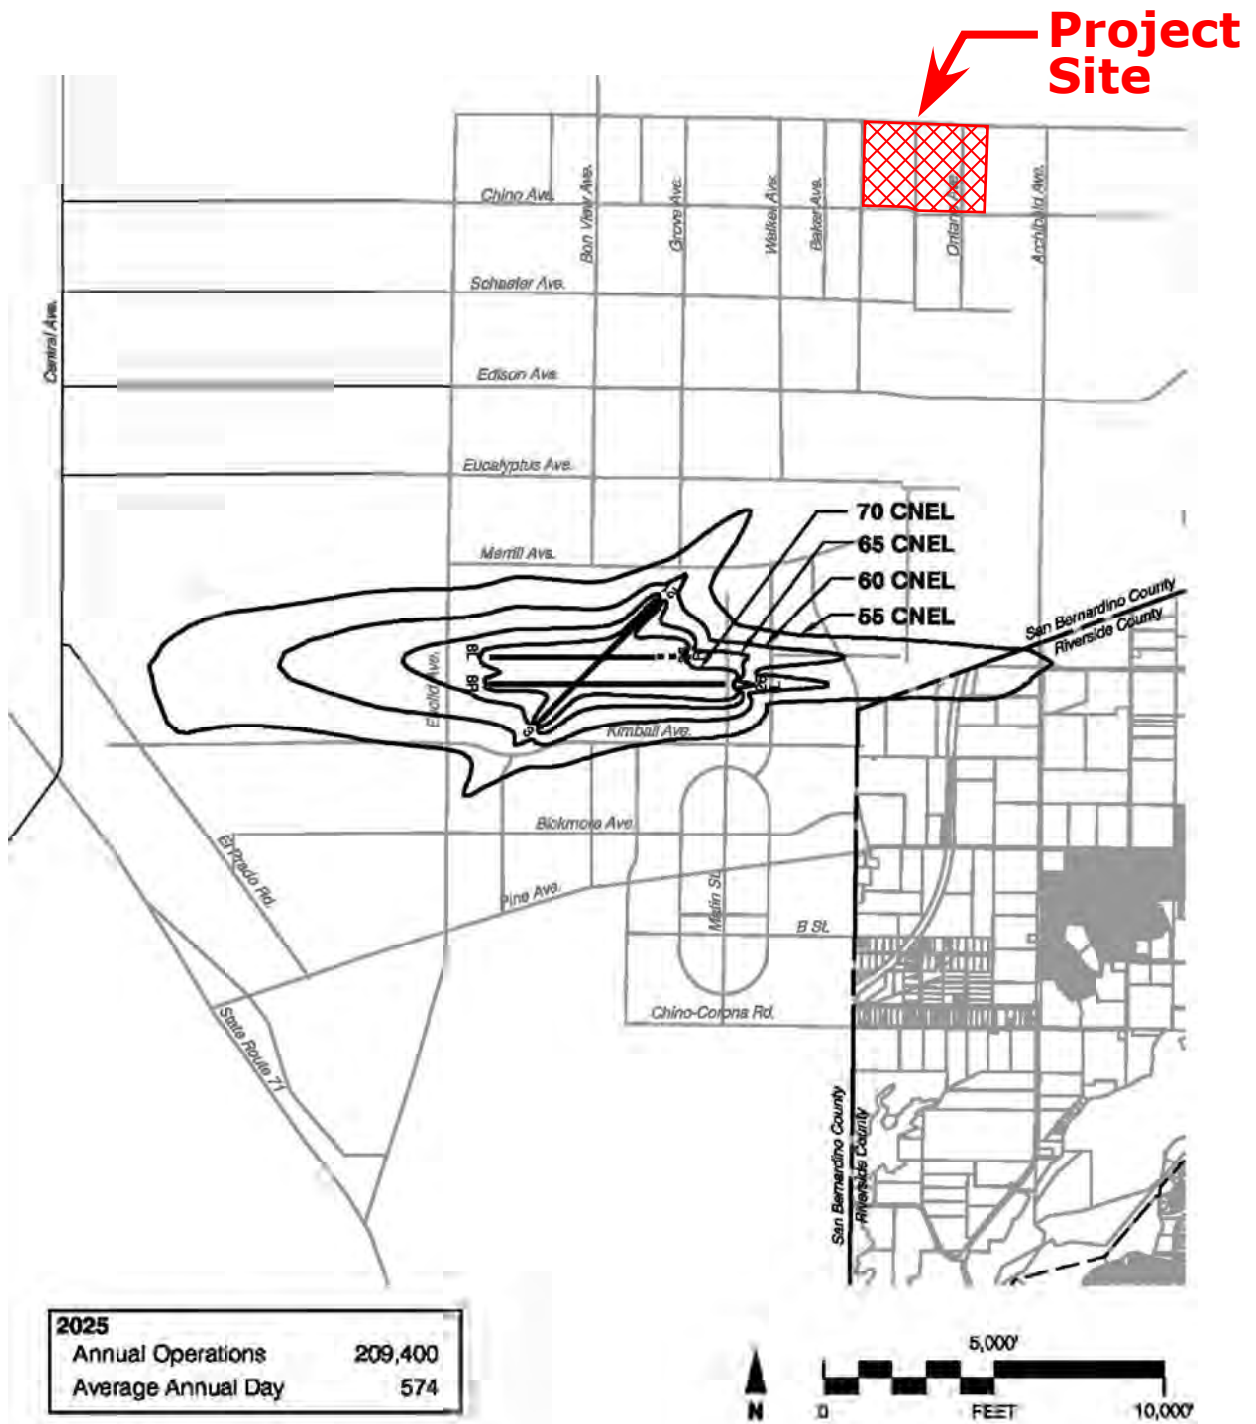 Project
Site
Chino Ave.
Bon View Ave.
Grove Ave.
Walker Ave.
Baker Ave.
Ontario Ave.
Archibald Ave.
Schaefer Ave.
Central Ave.
Edison Ave.
Eucalyptus Ave.
70 CNEL
65 CNEL
60 CNEL
55 CNEL
Merrill Ave.
San Bernardino County
Riverside County
8L
8R
Euclid Ave.
Kimball Ave.
Bickmore Ave.
El Prado Rd.
Pine Ave.
Main St.
B St.
Chino-Corona Rd.
State Route 71
San Bernardino County
Riverside County
2025
Annual Operations 209,400
Average Annual Day 574
N
5,000'
0 FEET 10,000'